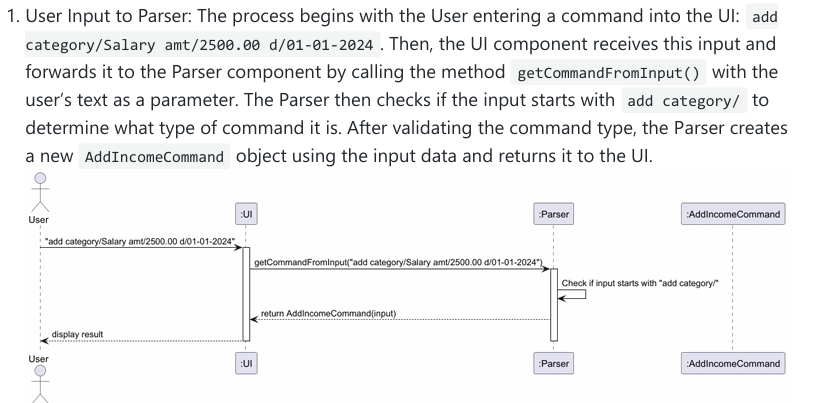 1. User Input to Parser: The process begins with the User entering a command into the UI: add
category/Salary amt/2500.00 d/01-01-2024 . Then, the UI component receives this input and
forwards it to the Parser component by calling the method getCommandFromInput() with the
user’s text as a parameter. The Parser then checks if the input starts with add category/ to
determine what type of command it is. After validating the command type, the Parser creates
a new AddIncomeCommand object using the input data and returns it to the UI.
User
:UI
:Parser
:AddIncomeCommand
"add category/Salary amt/2500.00 d/01-01-2024"
getCommandFromInput("add category/Salary amt/2500.00 d/01-01-2024")
Check if input starts with "add category/"
return AddIncomeCommand(input)
display result
User
:UI
:Parser
:AddIncomeCommand